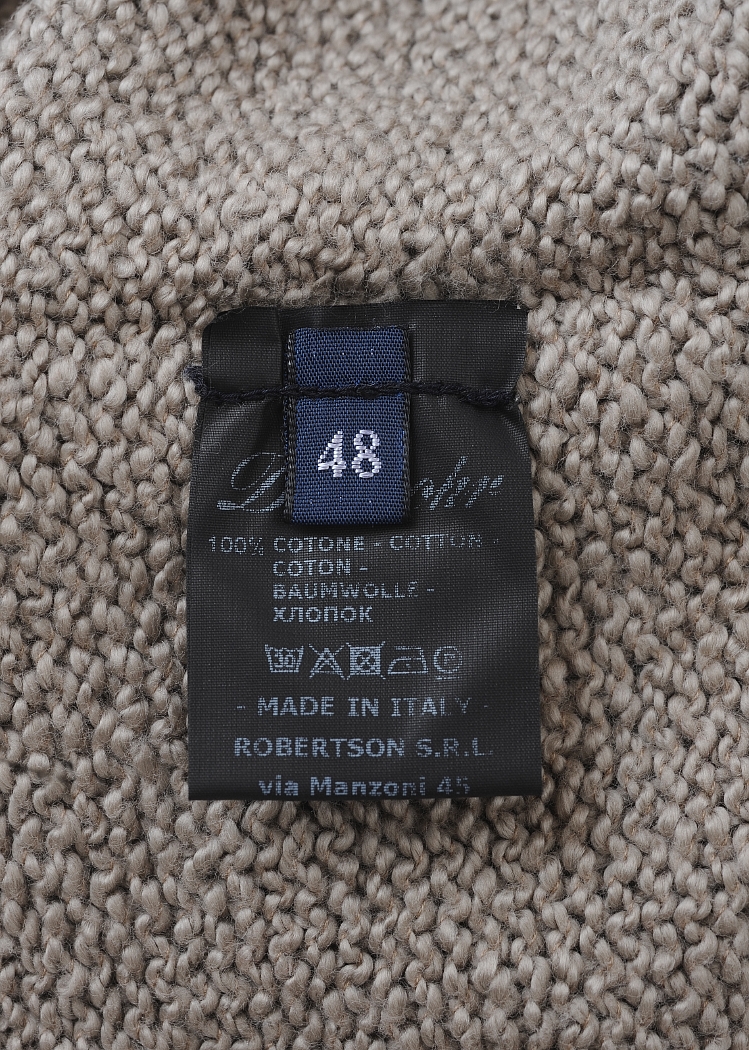 48
100% COTONE - COTTON -
COTON -
BAUMWOLLE -
ХЛОПОК
30
- MADE IN ITALY -
ROBERTSON S.R.L.
via Manzoni 45